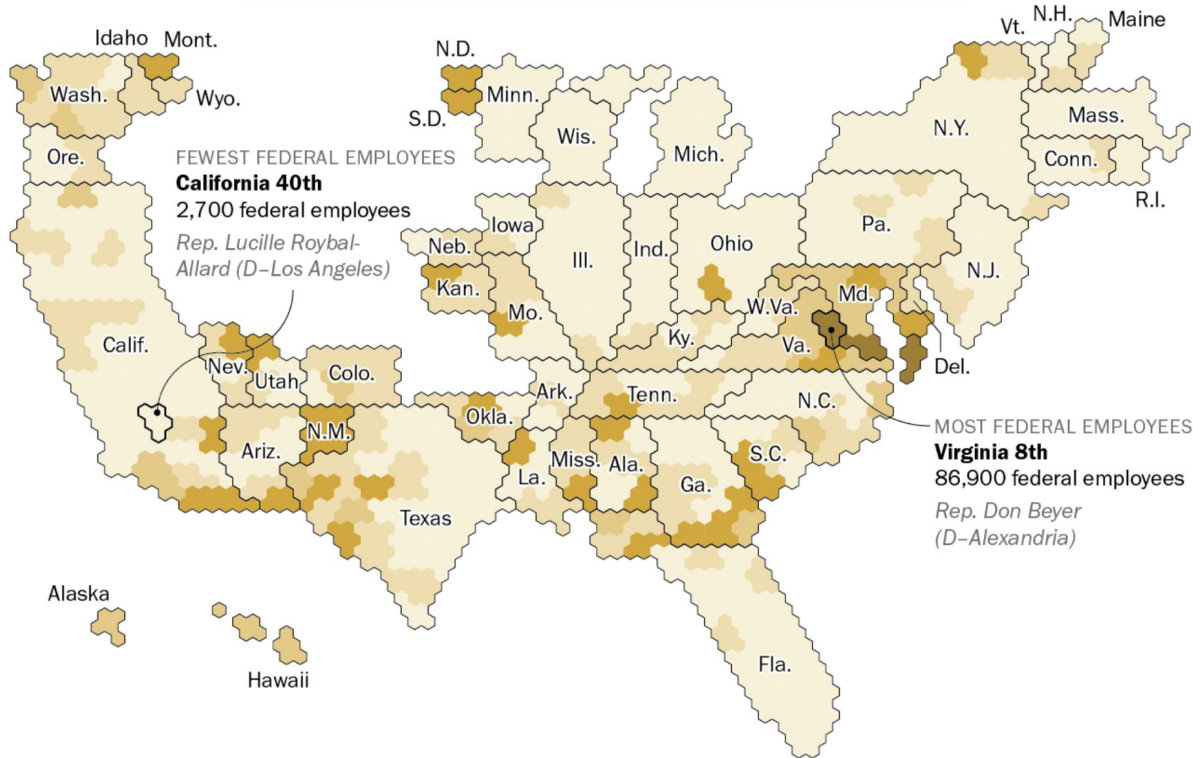 Idaho
Mont.
N.D.
Vt.
N.H.
Maine
Wash.
Wyo.
S.D.
Minn.
Wis.
Mich.
N.Y.
Mass.
Conn.
R.I.
Ore.
FEWEST FEDERAL EMPLOYEES
California 40th
2,700 federal employees
Rep. Lucille Roybal-
Allard (D–Los Angeles)
Iowa
Neb.
Kan.
Mo.
Ill.
Ind.
Ohio
Pa.
N.J.
W.Va.
Md.
Va.
Del.
Ky.
Calif.
Nev.
Utah
Colo.
Ark.
Tenn.
N.C.
Okla.
N.M.
Ariz.
La.
Miss.
Ala.
Ga.
S.C.
Texas
MOST FEDERAL EMPLOYEES
Virginia 8th
86,900 federal employees
Rep. Don Beyer
(D–Alexandria)
Alaska
Hawaii
Fla.